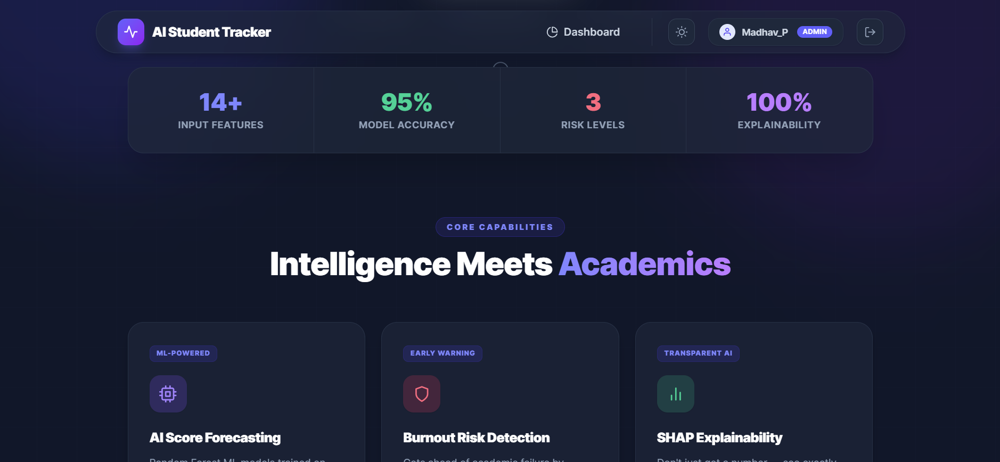 AI Student Tracker
Dashboard
Madhav_P
ADMIN
14+
INPUT FEATURES
95%
MODEL ACCURACY
3
RISK LEVELS
100%
EXPLAINABILITY
CORE CAPABILITIES
Intelligence Meets Academics
ML-POWERED
AI Score Forecasting
Random Forest ML models trained on
EARLY WARNING
Burnout Risk Detection
Gets ahead of academic failure by
TRANSPARENT AI
SHAP Explainability
Don't just get a number — see exactly